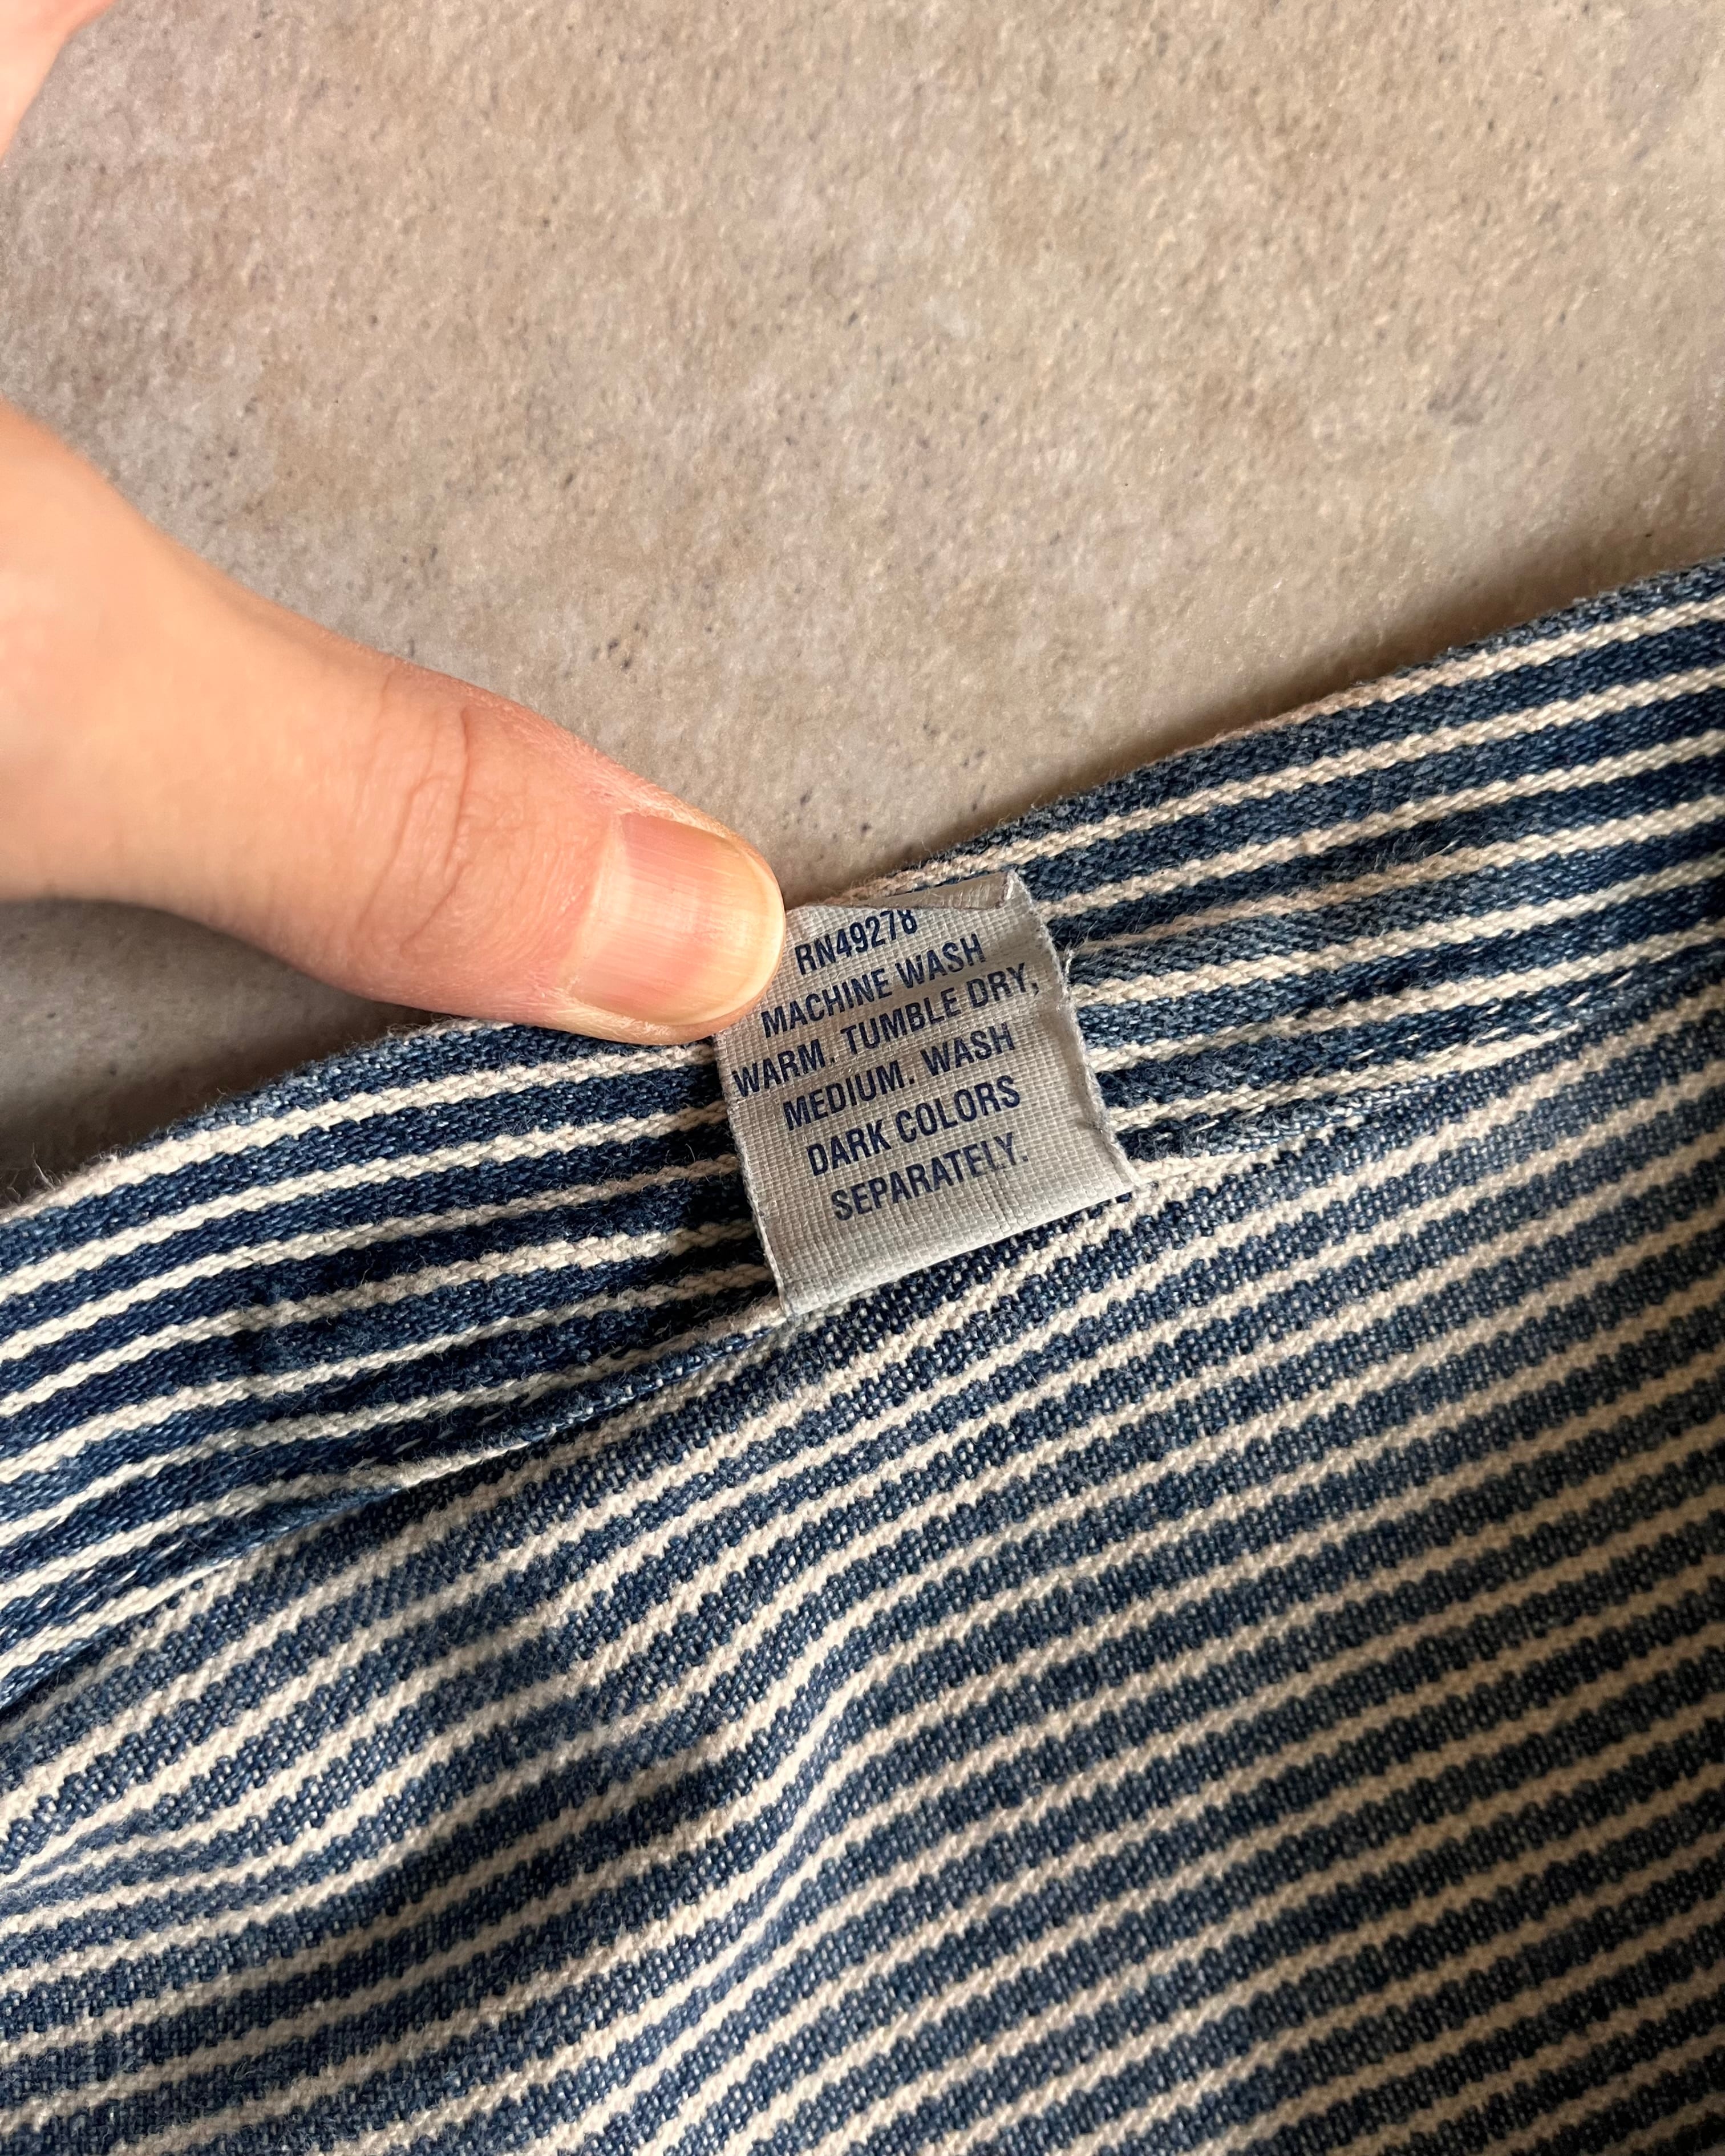 RN49278
MACHINE WASH
WARM. TUMBLE DRY,
MEDIUM. WASH
DARK COLORS
SEPARATELY.